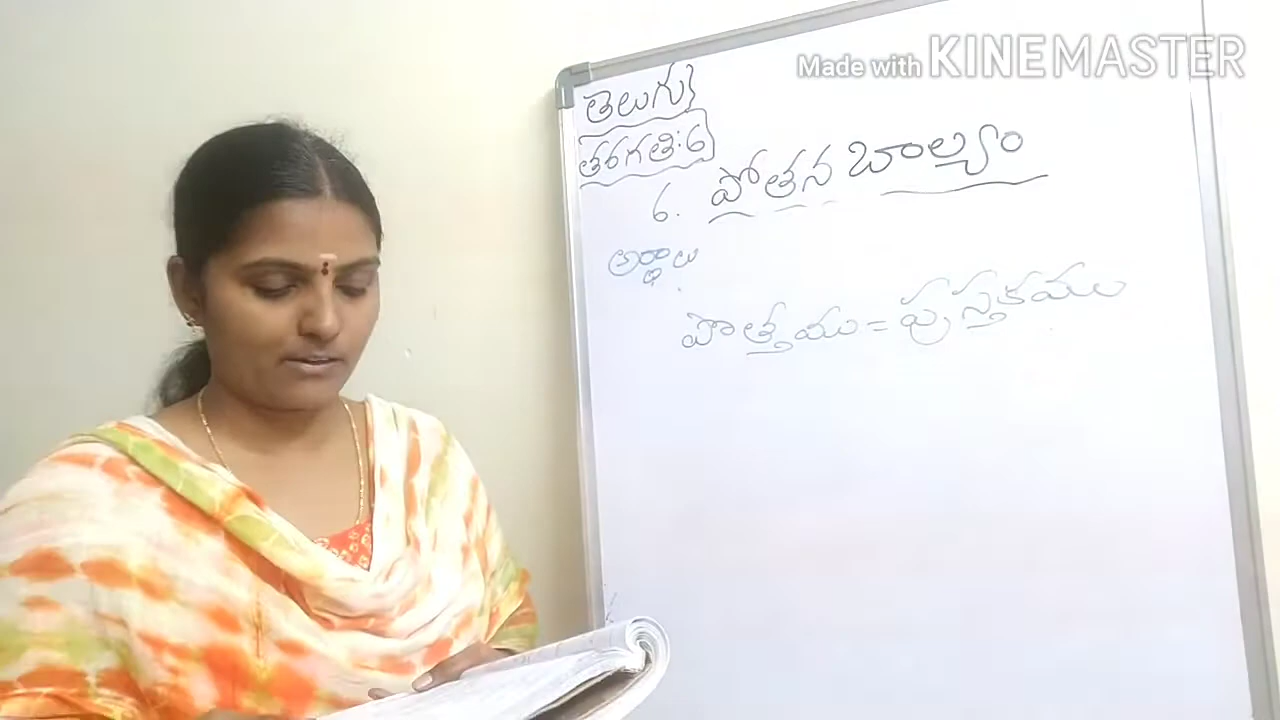 Made with KINEMASTER
తెలుగు
తరగతి:6
6. పోతన బాల్యం
అర్థాలు
పొత్తము = పుస్తకము